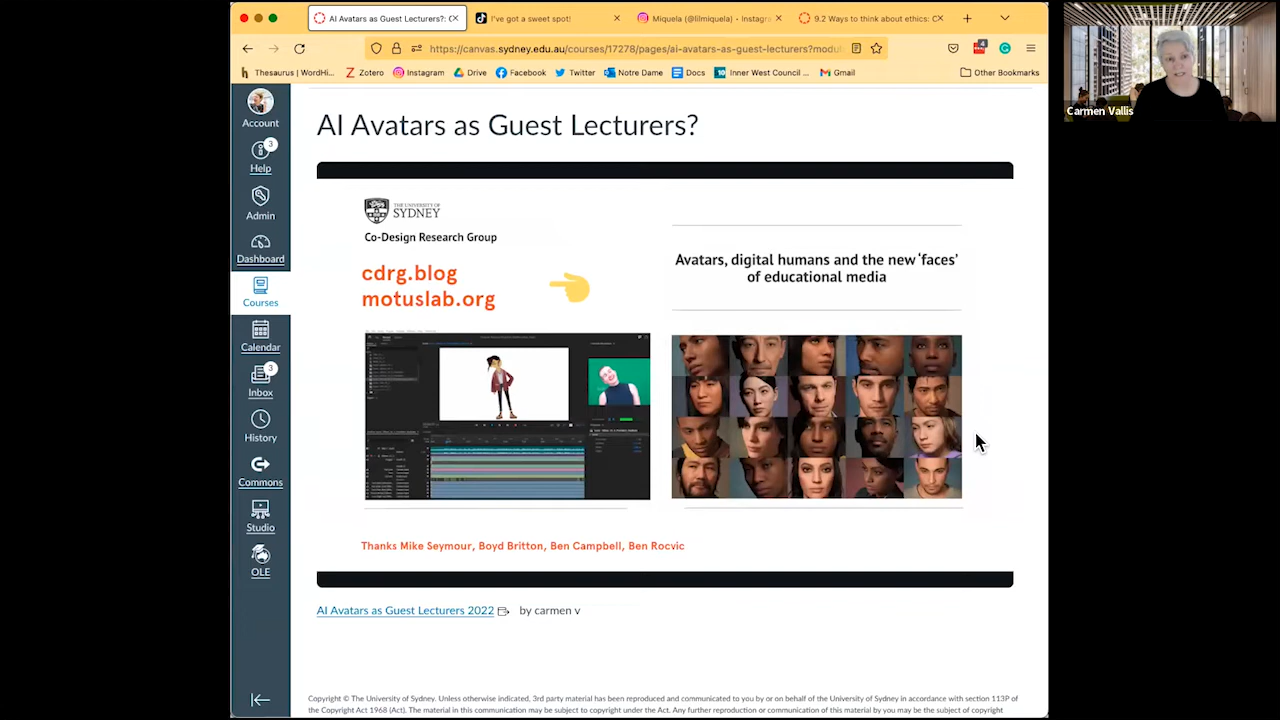 AI Avatars as Guest Lecturers?: C
I've got a sweet spot!
Miquela (@lilmiquela) • Instagra
9.2 Ways to think about ethics: C
https://canvas.sydney.edu.au/courses/17278/pages/ai-avatars-as-guest-lecturers?modul
4
Thesaurus | WordHi...
Zotero
Instagram
Drive
Facebook
Twitter
Notre Dame
Docs
Inner West Council ...
Gmail
Other Bookmarks
Carmen Vallis
Account
3
Help
Admin
Dashboard
Courses
Calendar
3
Inbox
History
Commons
Studio
OLE
AI Avatars as Guest Lecturers?
THE UNIVERSITY OF
SYDNEY
Co-Design Research Group
cdrg.blog
motuslab.org
Avatars, digital humans and the new 'faces'
of educational media
Thanks Mike Seymour, Boyd Britton, Ben Campbell, Ben Rocvic
AI Avatars as Guest Lecturers 2022 by carmen v
Copyright © The University of Sydney. Unless otherwise indicated, 3rd party material has been reproduced and communicated to you by or on behalf of the University of Sydney in accordance with section 113P of
the Copyright Act 1968 (Act). The material in this communication may be subject to copyright under the Act. Any further reproduction or communication of this material by you may be the subject of copyright